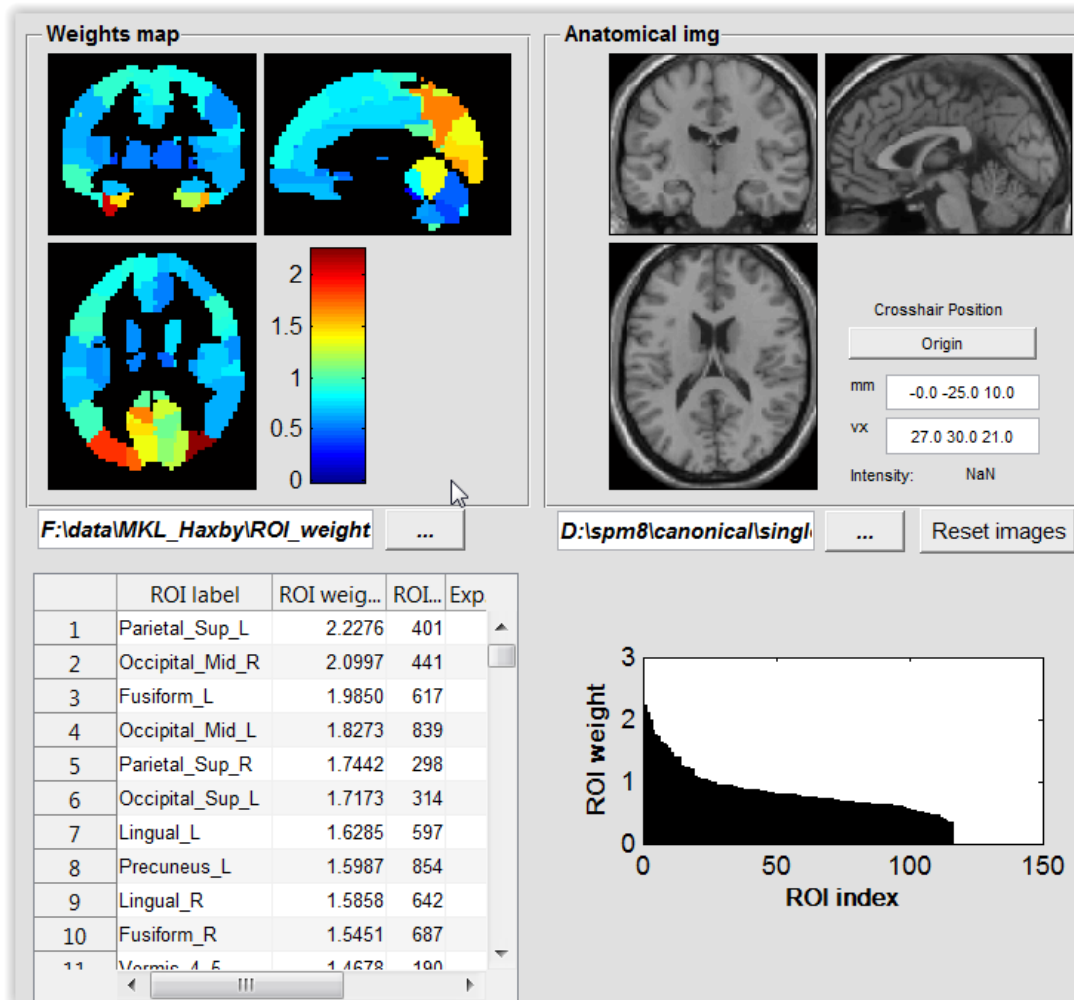 Weights map
2
1.5
1
0.5
0
F:\data\MKL_Haxby\ROI_weight
...
Anatomical img
Crosshair Position
Origin
mm
-0.0 -25.0 10.0
vx
27.0 30.0 21.0
Intensity: NaN
D:\spm8\canonical\singl
...
Reset images
ROI label ROI weig... ROI... Exp
1 Parietal_Sup_L 2.2276 401
2 Occipital_Mid_R 2.0997 441
3 Fusiform_L 1.9850 617
4 Occipital_Mid_L 1.8273 839
5 Parietal_Sup_R 1.7442 298
6 Occipital_Sup_L 1.7173 314
7 Lingual_L 1.6285 597
8 Precuneus_L 1.5987 854
9 Lingual_R 1.5858 642
10 Fusiform_R 1.5451 687
11 Vermis_4_5 1.4678 190
3
2
1
0
ROI weight
0 50 100 150
ROI index